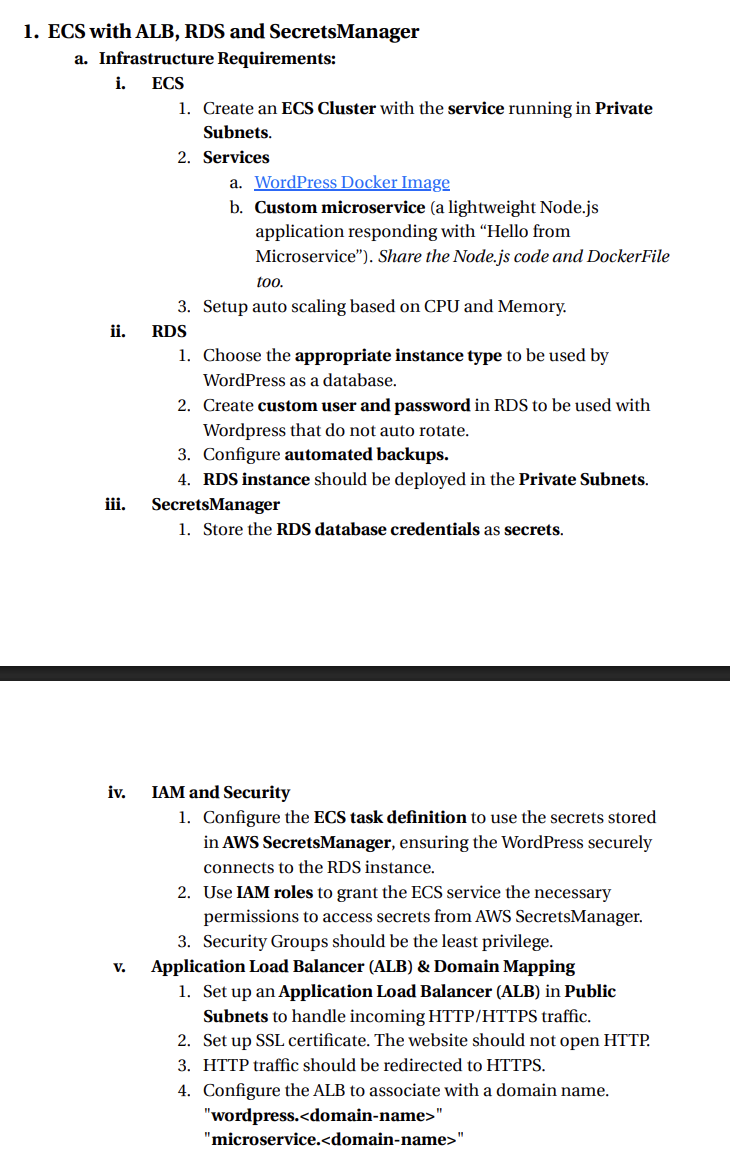 1. ECS with ALB, RDS and SecretsManager
a. Infrastructure Requirements:
i. ECS
1. Create an ECS Cluster with the service running in Private
Subnets.
2. Services
a. WordPress Docker Image
b. Custom microservice (a lightweight Node.js
application responding with “Hello from
Microservice”). Share the Node.js code and DockerFile
too.
3. Setup auto scaling based on CPU and Memory.
ii. RDS
1. Choose the appropriate instance type to be used by
WordPress as a database.
2. Create custom user and password in RDS to be used with
Wordpress that do not auto rotate.
3. Configure automated backups.
4. RDS instance should be deployed in the Private Subnets.
iii. SecretsManager
1. Store the RDS database credentials as secrets.
iv. IAM and Security
1. Configure the ECS task definition to use the secrets stored
in AWS SecretsManager, ensuring the WordPress securely
connects to the RDS instance.
2. Use IAM roles to grant the ECS service the necessary
permissions to access secrets from AWS SecretsManager.
3. Security Groups should be the least privilege.
v. Application Load Balancer (ALB) & Domain Mapping
1. Set up an Application Load Balancer (ALB) in Public
Subnets to handle incoming HTTP/HTTPS traffic.
2. Set up SSL certificate. The website should not open HTTP.
3. HTTP traffic should be redirected to HTTPS.
4. Configure the ALB to associate with a domain name.
"wordpress.<domain-name>"
"microservice.<domain-name>"